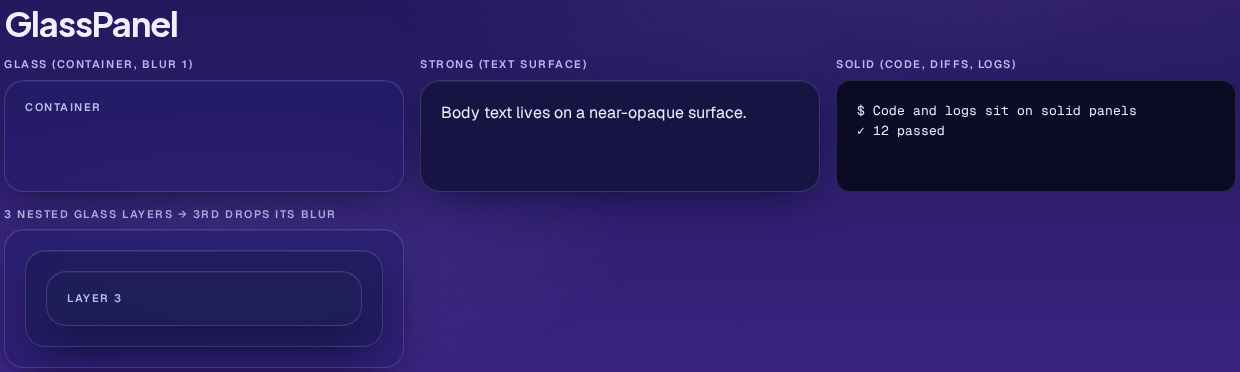 GlassPanel
GLASS (CONTAINER, BLUR 1)
CONTAINER
STRONG (TEXT SURFACE)
Body text lives on a near-opaque surface.
SOLID (CODE, DIFFS, LOGS)
$ Code and logs sit on solid panels
✓ 12 passed
3 NESTED GLASS LAYERS → 3RD DROPS ITS BLUR
LAYER 3